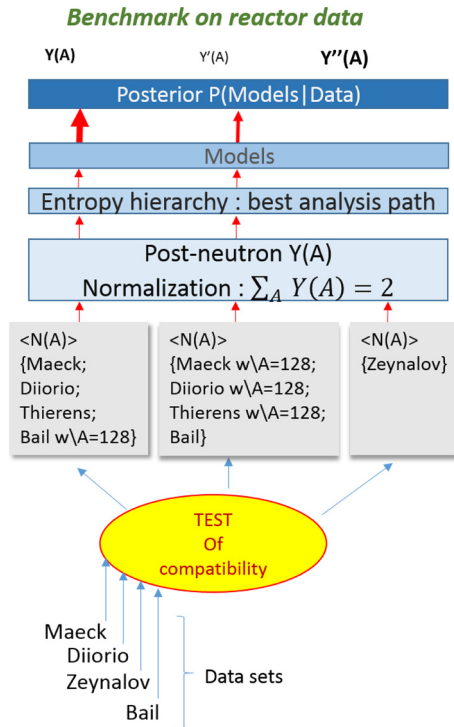 Benchmark on reactor data
Y(A) Y'(A) Y''(A)
Posterior P(Models|Data)
Models
Entropy hierarchy : best analysis path
Post-neutron Y(A)
Normalization : ∑_A Y(A) = 2
<N(A)>
{Maeck;
Diiorio;
Thierens;
Bail w\A=128}
<N(A)>
{Maeck w\A=128;
Diiorio w\A=128;
Thierens w\A=128;
Bail}
<N(A)>
{Zeynalov}
TEST
Of
compatibility
Maeck
Diiorio
Zeynalov
Bail
Data sets